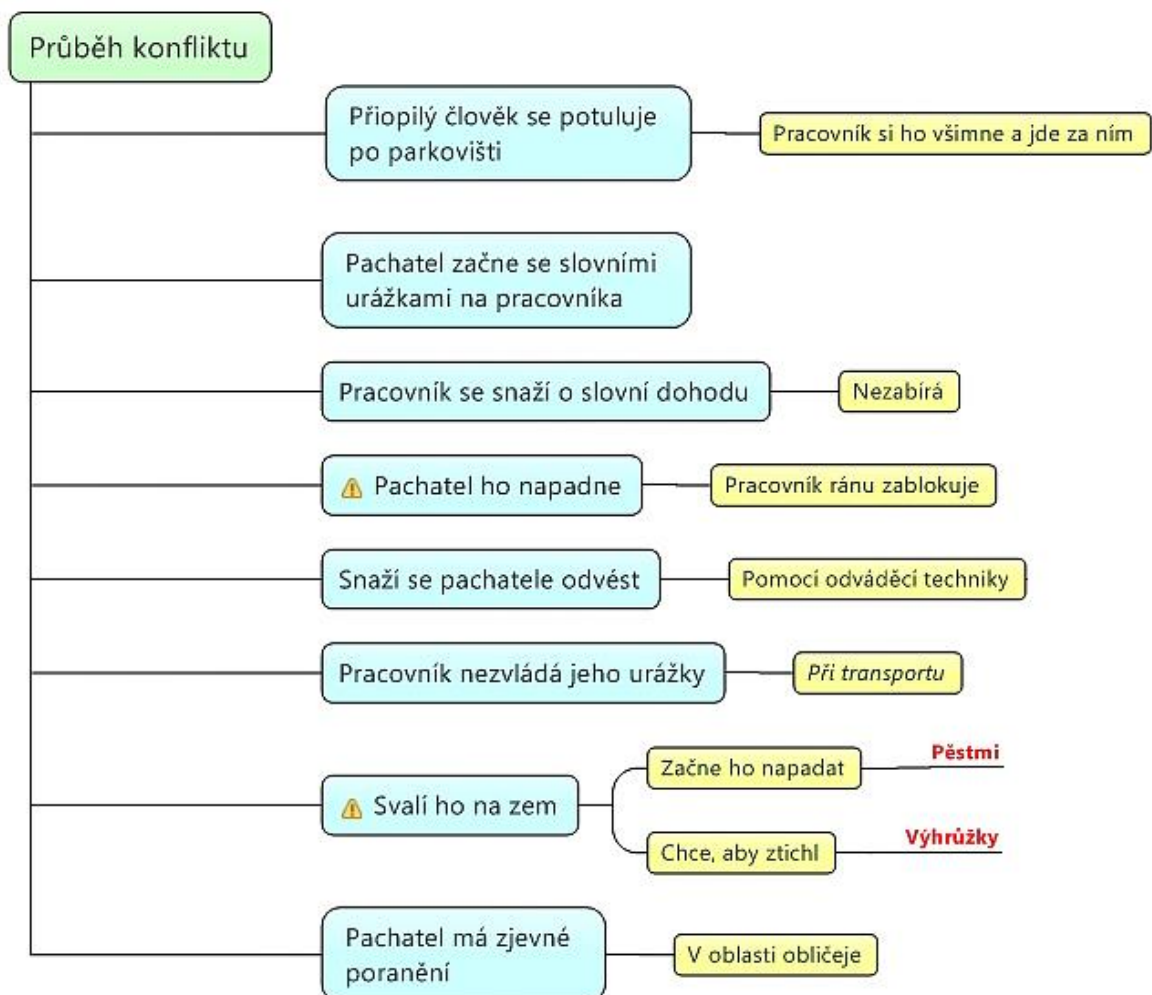 Průběh konfliktu
Přiopilý člověk se potuluje
po parkovišti
Pracovník si ho všimne a jde za ním
Pachatel začne se slovními
urážkami na pracovníka
Pracovník se snaží o slovní dohodu
Nezabírá
Pachatel ho napadne
Pracovník ránu zablokuje
Snaží se pachatele odvést
Pomocí odváděcí techniky
Pracovník nezvládá jeho urážky
Při transportu
Svalí ho na zem
Začne ho napadat
Pěstmi
Chce, aby ztichl
Výhrůžky
Pachatel má zjevné
poranění
V oblasti obličeje